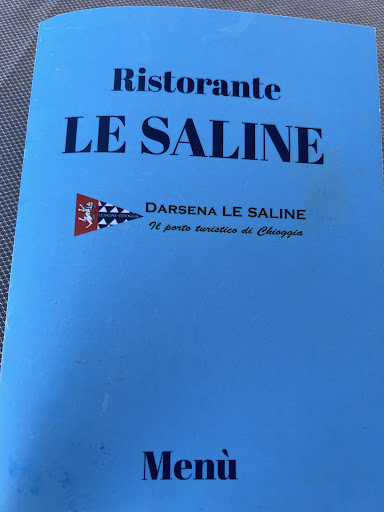 Ristorante
LE SALINE
DARSENA LE SALINE
Il porto turistico di Chioggia
Menù